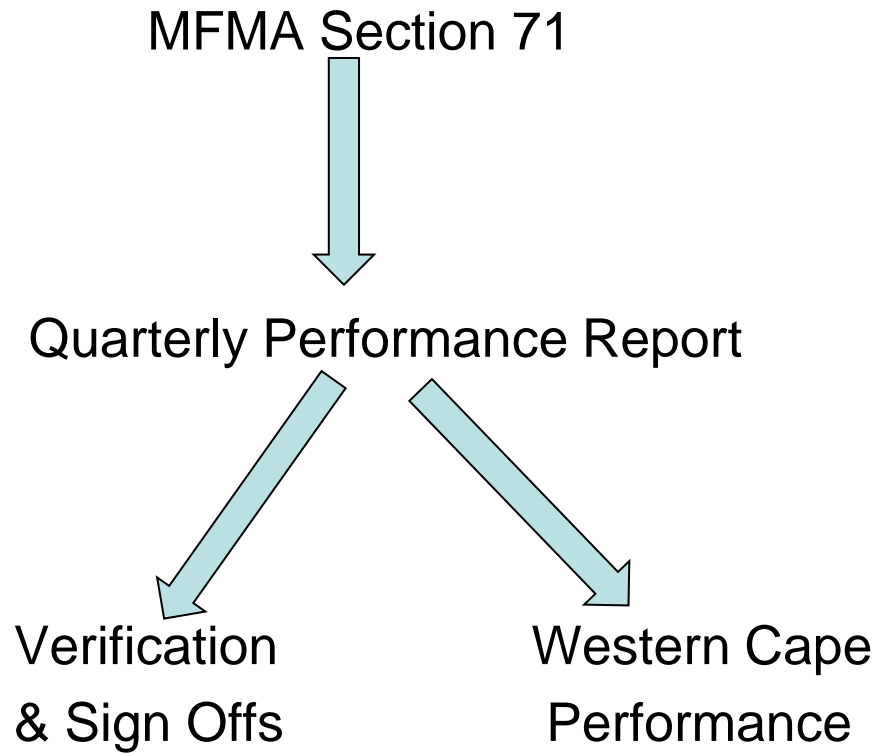 MFMA Section 71
Quarterly Performance Report
Verification
& Sign Offs
Western Cape
Performance